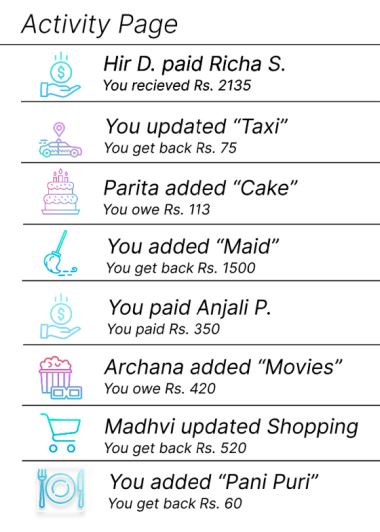 Activity Page
Hir D. paid Richa S.
You recieved Rs. 2135
You updated “Taxi”
You get back Rs. 75
Parita added “Cake”
You owe Rs. 113
You added “Maid”
You get back Rs. 1500
You paid Anjali P.
You paid Rs. 350
Archana added “Movies”
You owe Rs. 420
Madhvi updated Shopping
You get back Rs. 520
You added “Pani Puri”
You get back Rs. 60